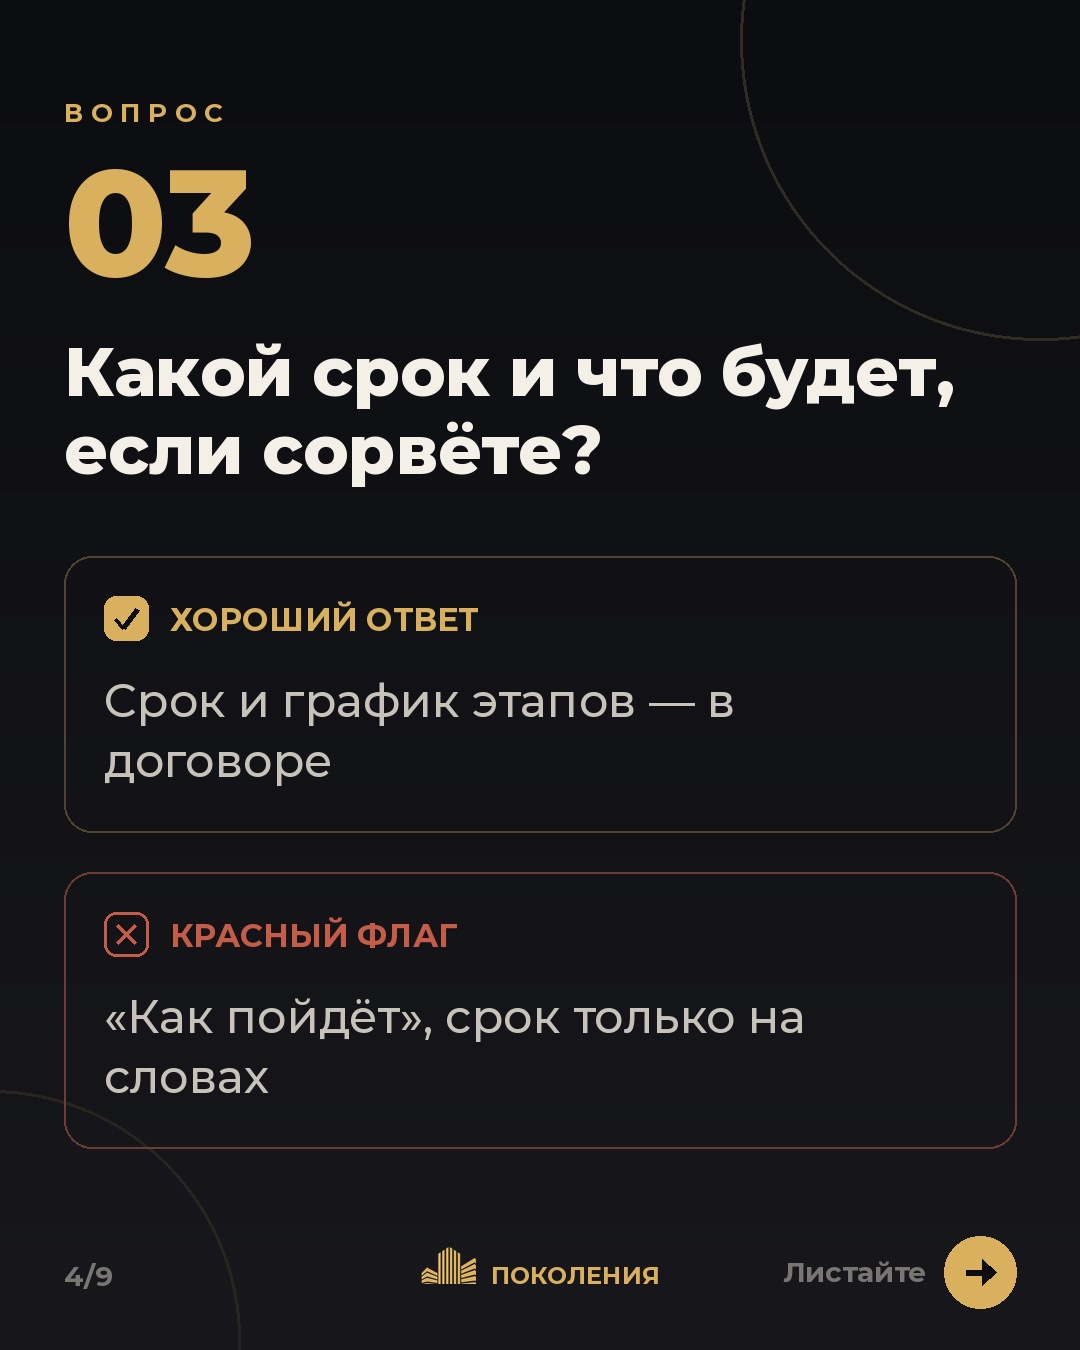 ВОПРОС
03
Какой срок и что будет,
если сорвёте?
ХОРОШИЙ ОТВЕТ
Срок и график этапов — в
договоре
КРАСНЫЙ ФЛАГ
«Как пойдёт», срок только на
словах
4/9
ПОКОЛЕНИЯ
Листайте